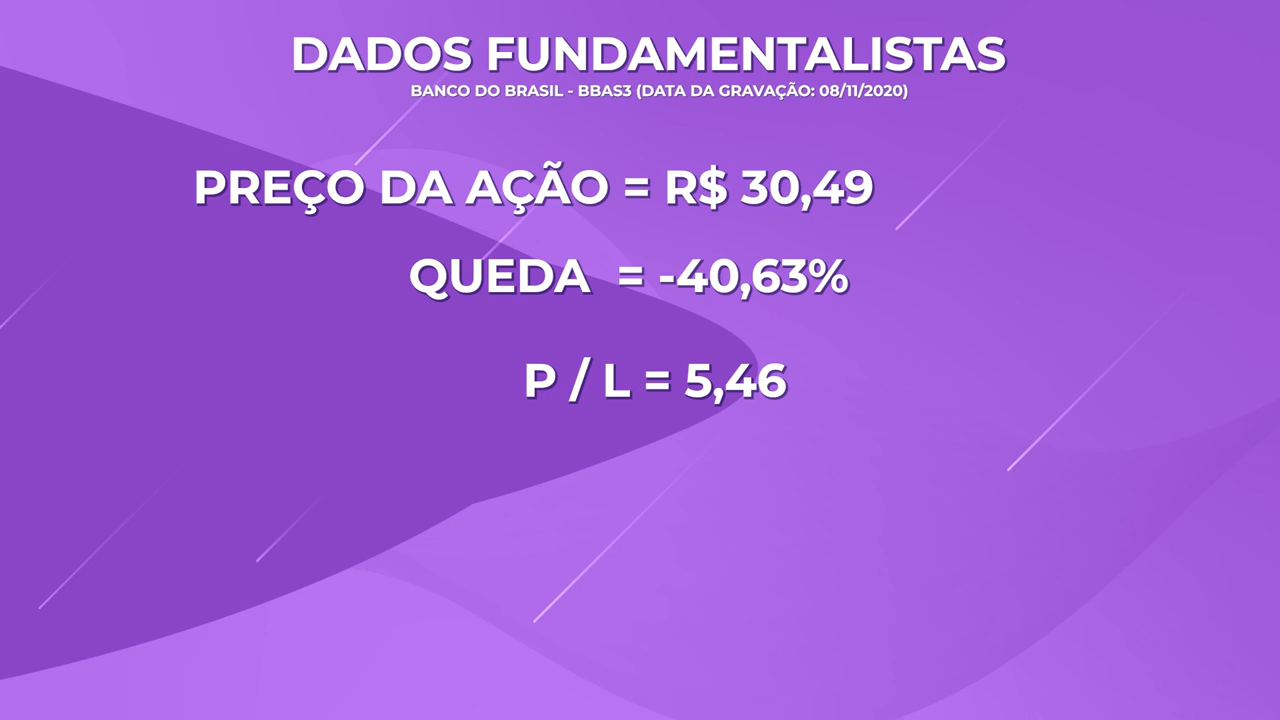 DADOS FUNDAMENTALISTAS
BANCO DO BRASIL - BBAS3 (DATA DA GRAVAÇÃO: 08/11/2020)
PREÇO DA AÇÃO = R$ 30,49
QUEDA = -40,63%
P / L = 5,46